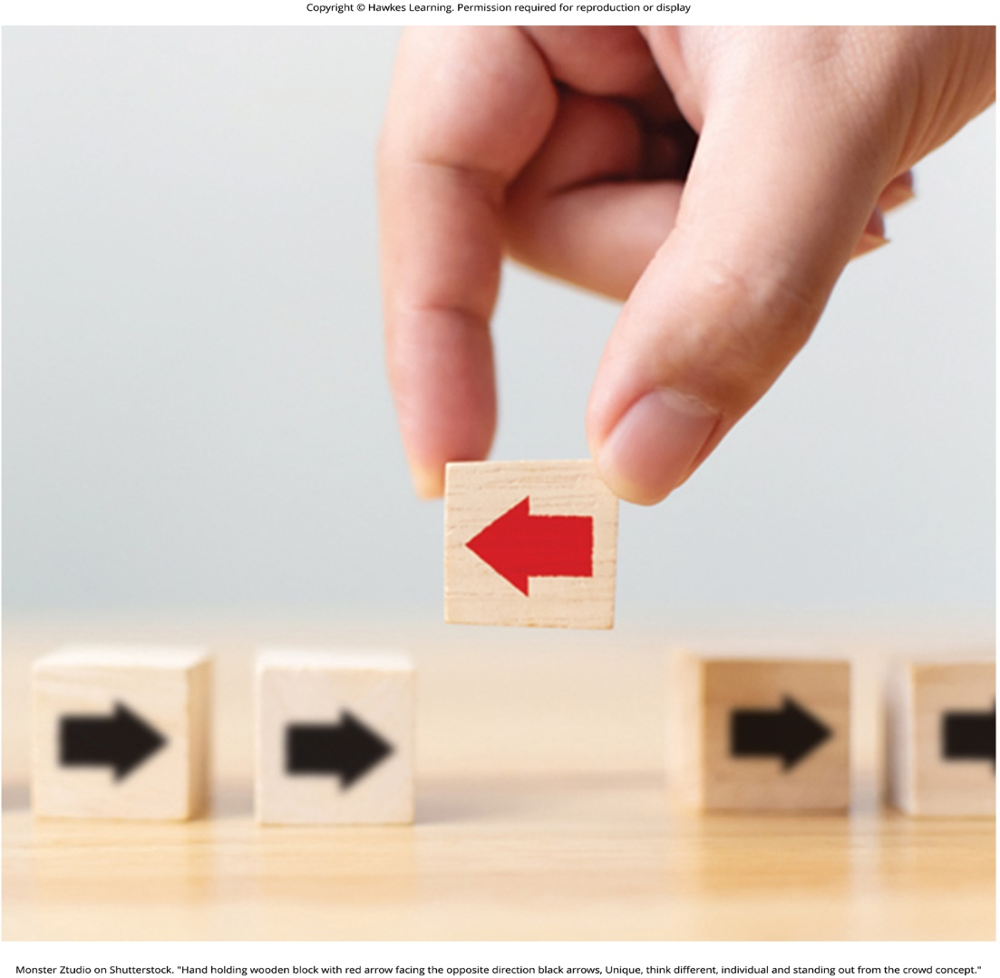 Copyright © Hawkes Learning. Permission required for reproduction or display
Monster Ztudio on Shutterstock. "Hand holding wooden block with red arrow facing the opposite direction black arrows, Unique, think different, individual and standing out from the crowd concept."